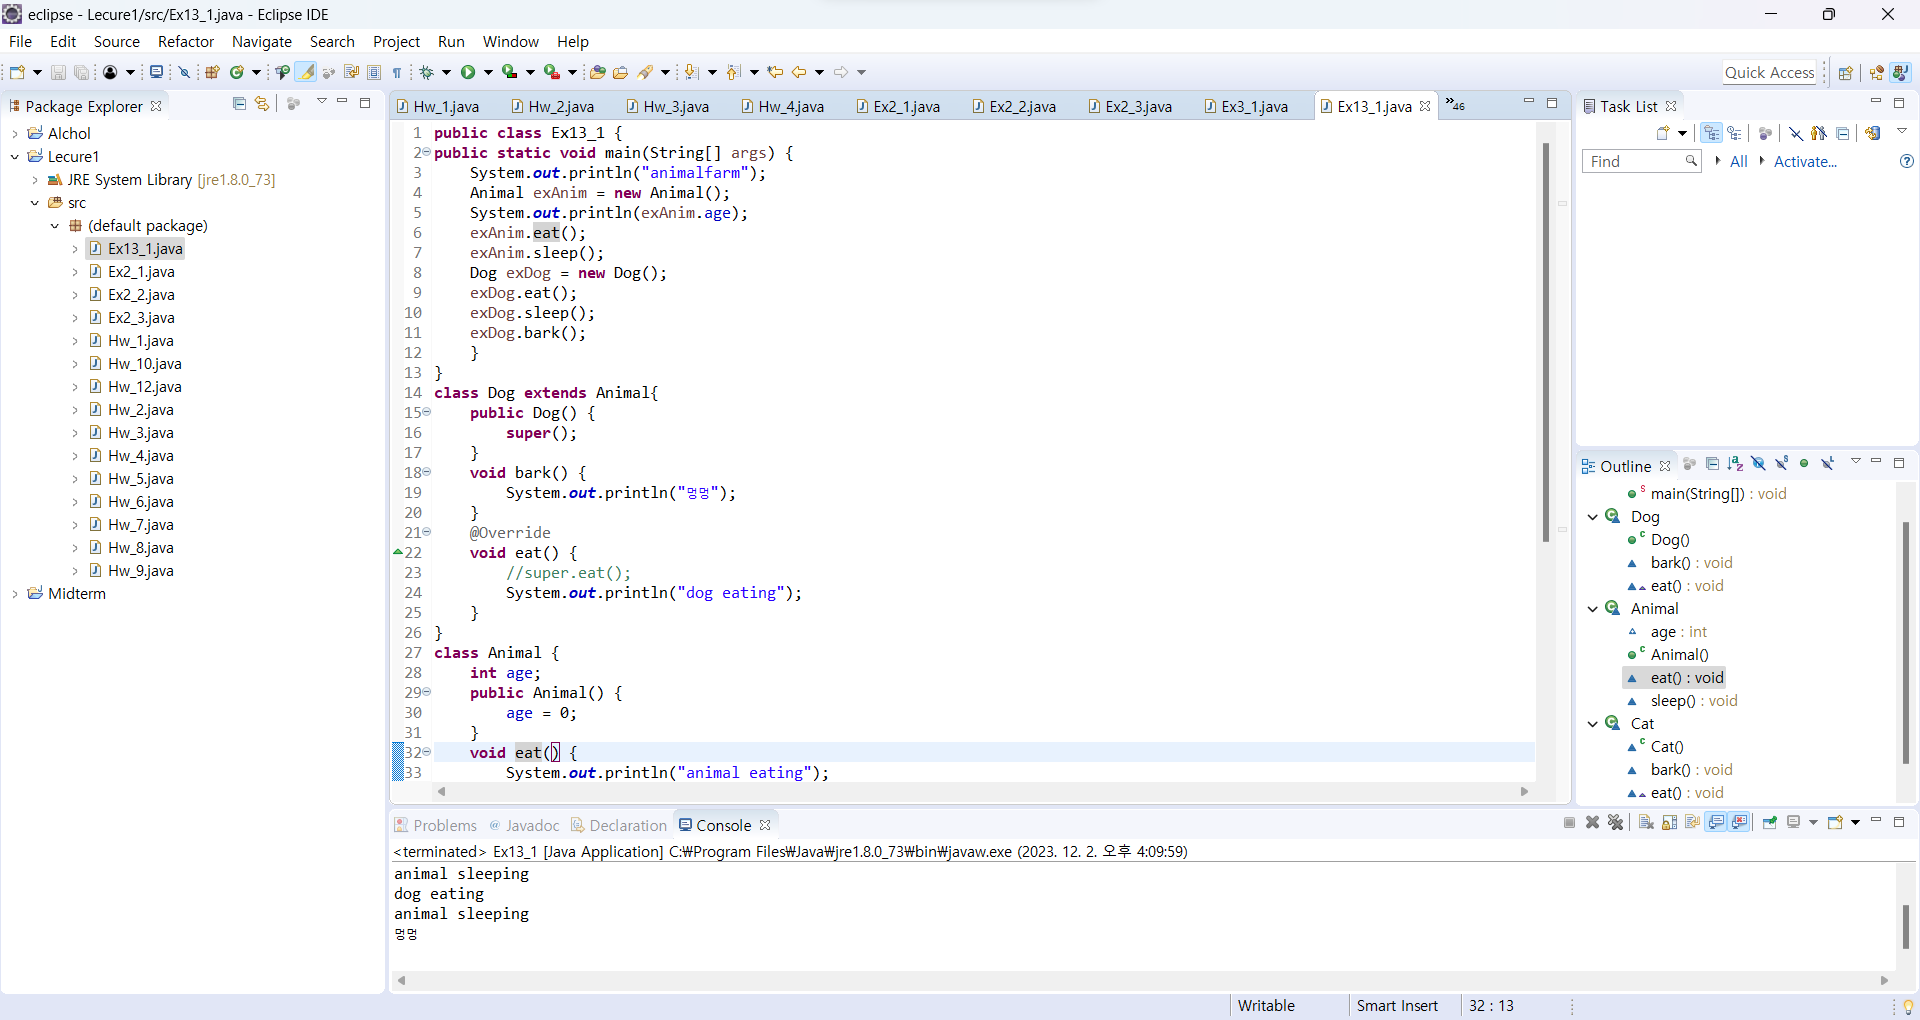 eclipse - Lecure1/src/Ex13_1.java - Eclipse IDE
File Edit Source Refactor Navigate Search Project Run Window Help
Quick Access
Package Explorer
Alchol
Lecure1
JRE System Library [jre1.8.0_73]
src
(default package)
Ex13_1.java
Ex2_1.java
Ex2_2.java
Ex2_3.java
Hw_1.java
Hw_10.java
Hw_12.java
Hw_2.java
Hw_3.java
Hw_4.java
Hw_5.java
Hw_6.java
Hw_7.java
Hw_8.java
Hw_9.java
Midterm
Hw_1.java Hw_2.java Hw_3.java Hw_4.java Ex2_1.java Ex2_2.java Ex2_3.java Ex3_1.java Ex13_1.java »46
1 public class Ex13_1 {
2 public static void main(String[] args) {
3 System.out.println("animalfarm");
4 Animal exAnim = new Animal();
5 System.out.println(exAnim.age);
6 exAnim.eat();
7 exAnim.sleep();
8 Dog exDog = new Dog();
9 exDog.eat();
10 exDog.sleep();
11 exDog.bark();
12 }
13 }
14 class Dog extends Animal{
15 public Dog() {
16 super();
17 }
18 void bark() {
19 System.out.println("멍멍");
20 }
21 @Override
22 void eat() {
23 //super.eat();
24 System.out.println("dog eating");
25 }
26 }
27 class Animal {
28 int age;
29 public Animal() {
30 age = 0;
31 }
32 void eat() {
33 System.out.println("animal eating");
Task List
Find All Activate...
Outline
main(String[]) : void
Dog
Dog()
bark() : void
eat() : void
Animal
age : int
Animal()
eat() : void
sleep() : void
Cat
Cat()
bark() : void
eat() : void
Problems @ Javadoc Declaration Console
<terminated> Ex13_1 [Java Application] C:₩Program Files₩Java₩jre1.8.0_73₩bin₩javaw.exe (2023. 12. 2. 오후 4:09:59)
animal sleeping
dog eating
animal sleeping
멍멍
Writable Smart Insert 32 : 13